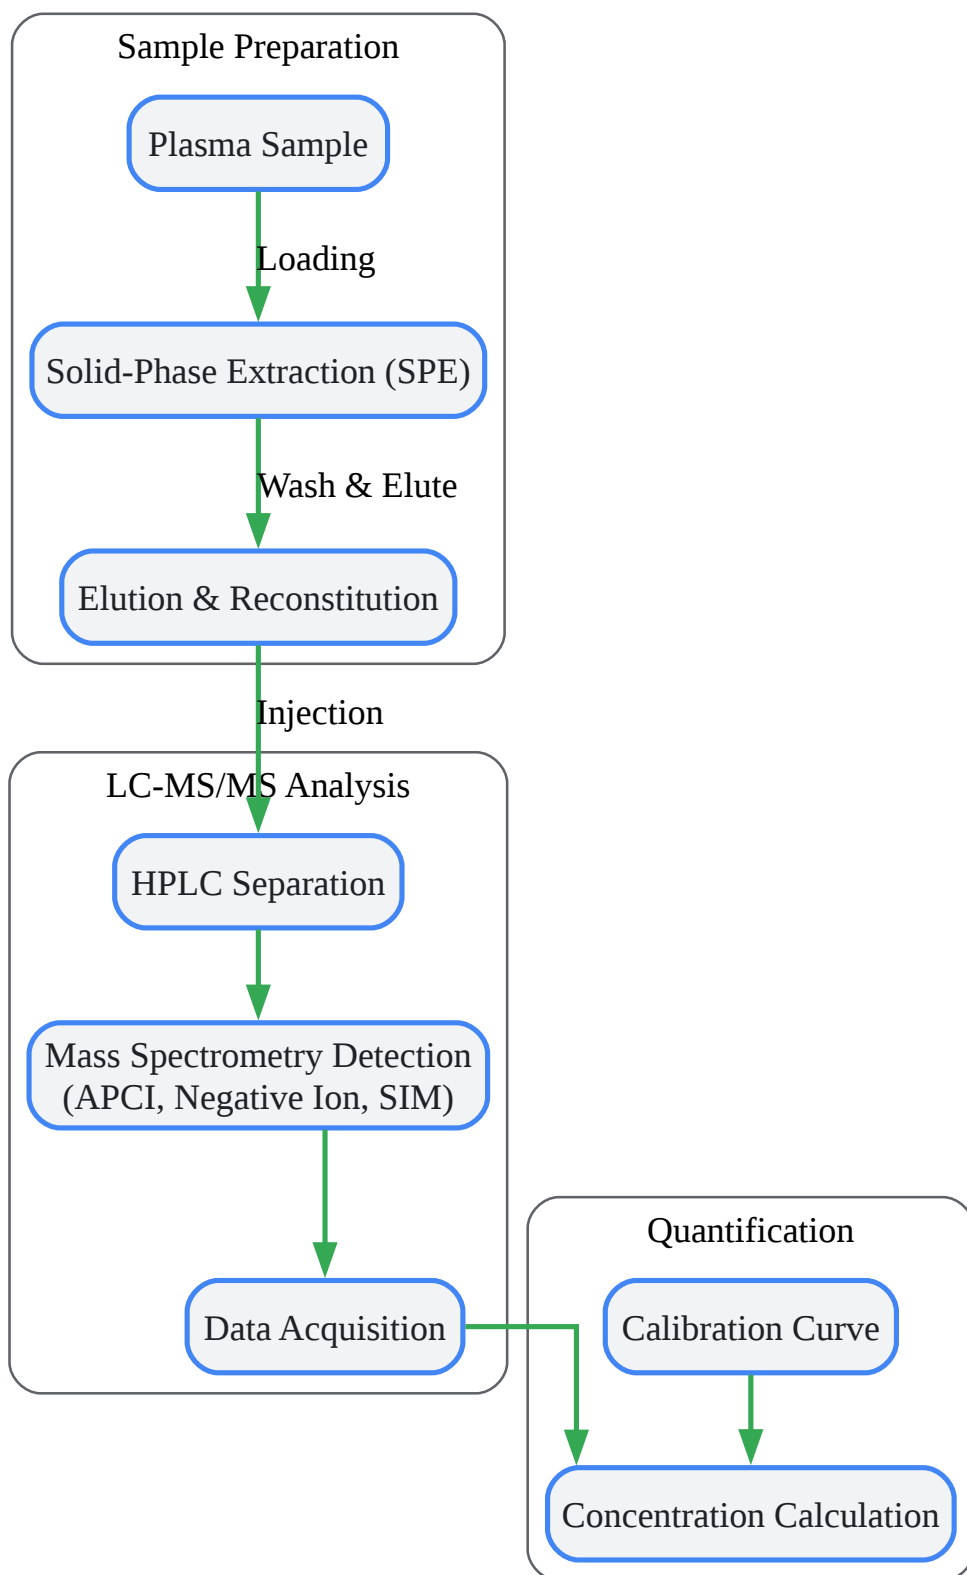 Sample Preparation
Plasma Sample
Loading
Solid-Phase Extraction (SPE)
Wash & Elute
Elution & Reconstitution
Injection
LC-MS/MS Analysis
HPLC Separation
Mass Spectrometry Detection
(APCI, Negative Ion, SIM)
Data Acquisition
Quantification
Calibration Curve
Concentration Calculation